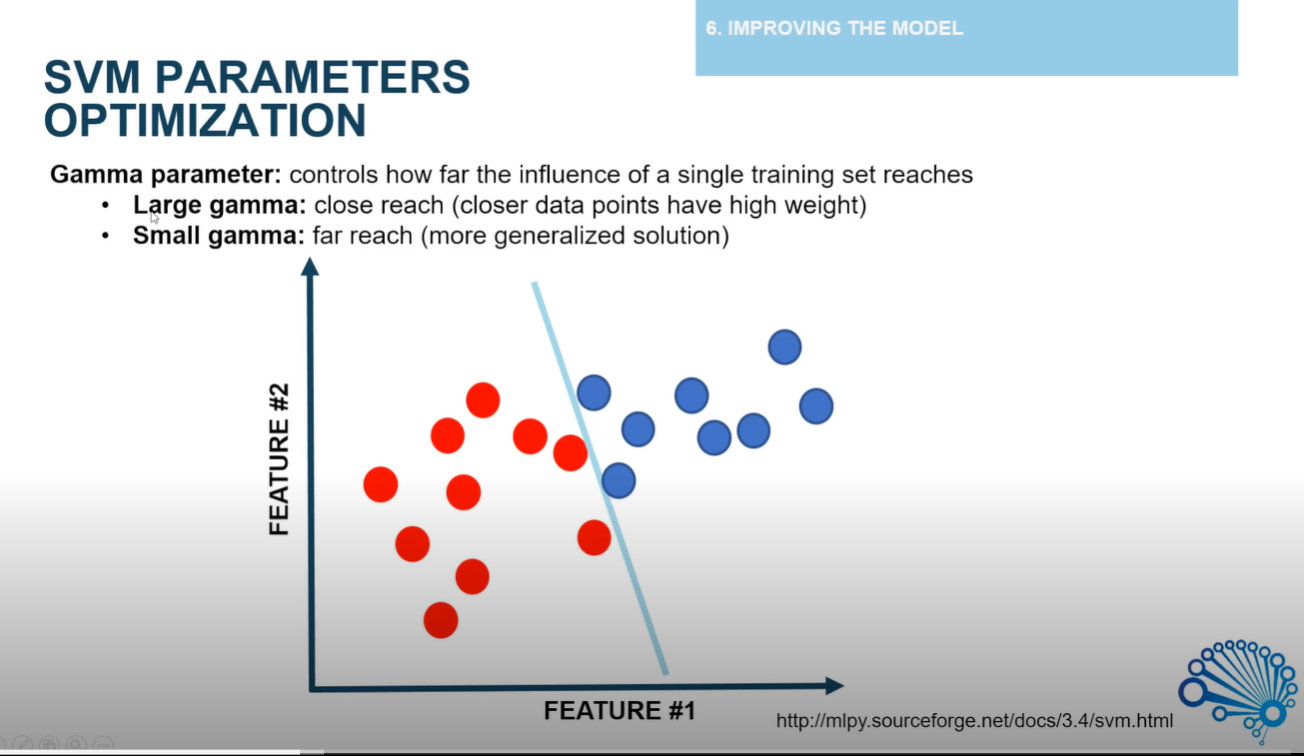 6. IMPROVING THE MODEL
SVM PARAMETERS
OPTIMIZATION
Gamma parameter: controls how far the influence of a single training set reaches
• Large gamma: close reach (closer data points have high weight)
• Small gamma: far reach (more generalized solution)
FEATURE #2
FEATURE #1
http://mlpy.sourceforge.net/docs/3.4/svm.html